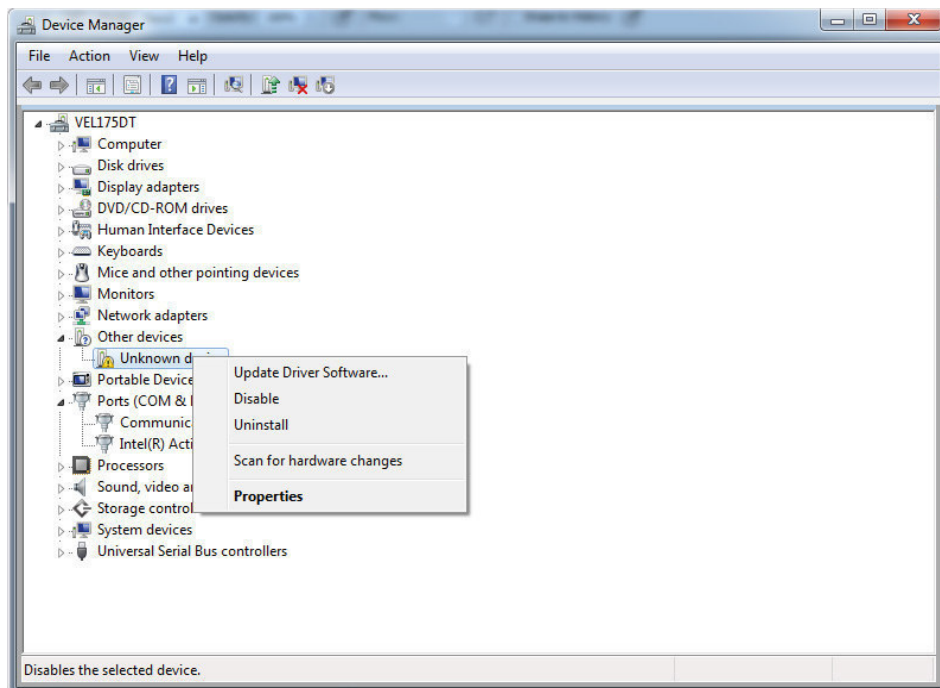 Device Manager
File Action View Help
VEL175DT
Computer
Disk drives
Display adapters
DVD/CD-ROM drives
Human Interface Devices
Keyboards
Mice and other pointing devices
Monitors
Network adapters
Other devices
Unknown
Portable Device
Ports (COM &
Communic
Intel(R) Acti
Processors
Sound, video
Storage control
System devices
Universal Serial Bus controllers
Update Driver Software...
Disable
Uninstall
Scan for hardware changes
Properties
Disables the selected device.